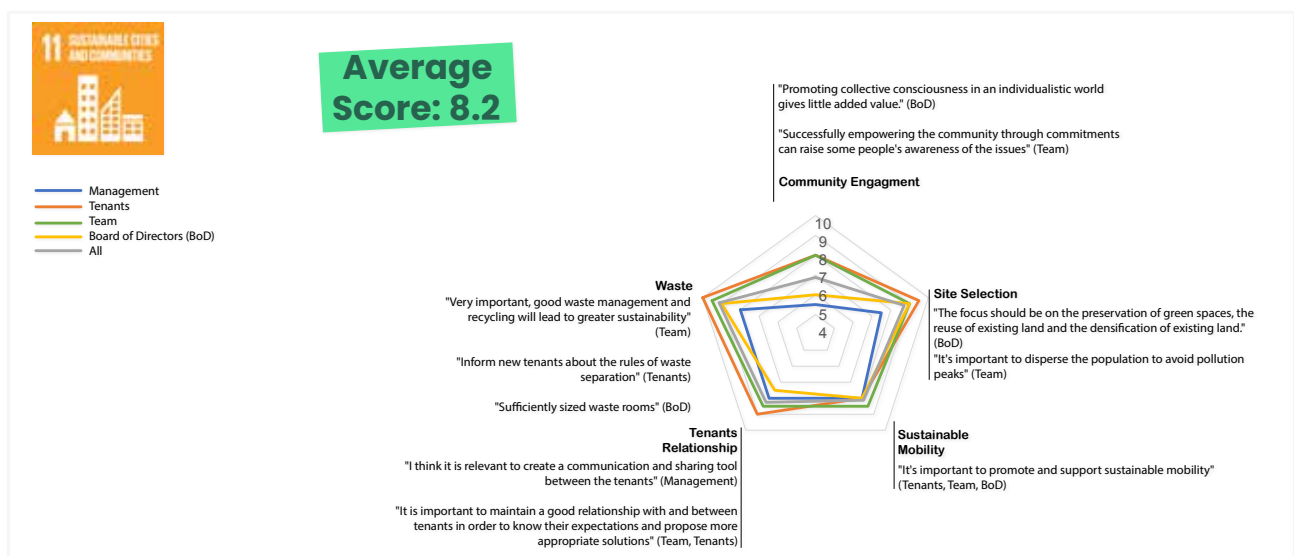 11 SUSTAINABLE CITIES
AND COMMUNITIES
Average
Score: 8.2
Management
Tenants
Team
Board of Directors (BoD)
All
"Promoting collective consciousness in an individualistic world
gives little added value." (BoD)
"Successfully empowering the community through commitments
can raise some people's awareness of the issues" (Team)
Community Engagment
10
9
8
7
6
5
4
Waste
"Very important, good waste management and
recycling will lead to greater sustainability"
(Team)
"Inform new tenants about the rules of waste
separation" (Tenants)
"Sufficiently sized waste rooms" (BoD)
Site Selection
"The focus should be on the preservation of green spaces, the
reuse of existing land and the densification of existing land."
(BoD)
"It's important to disperse the population to avoid pollution
peaks" (Team)
Tenants
Relationship
"I think it is relevant to create a communication and sharing tool
between the tenants" (Management)
"It is important to maintain a good relationship with and between
tenants in order to know their expectations and propose more
appropriate solutions" (Team, Tenants)
Sustainable
Mobility
"It's important to promote and support sustainable mobility"
(Tenants, Team, BoD)